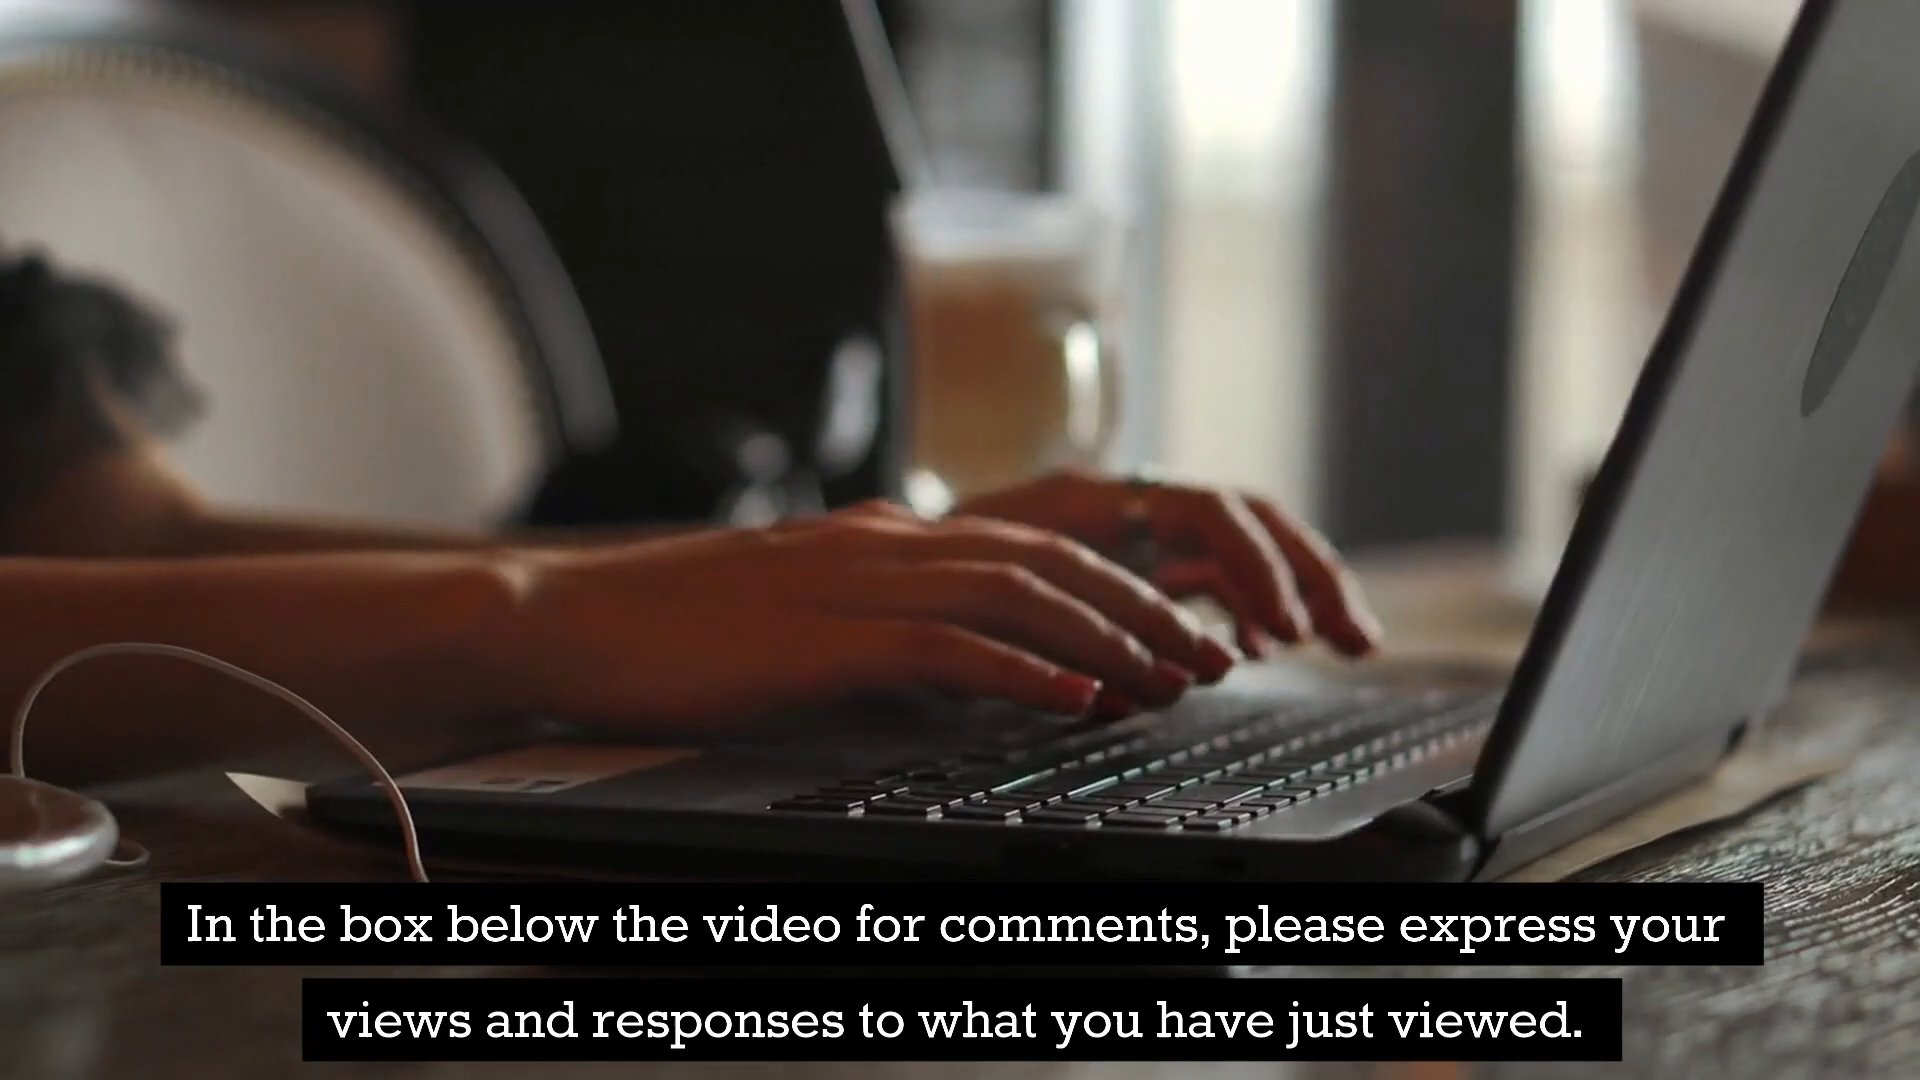 In the box below the video for comments, please express your
views and responses to what you have just viewed.